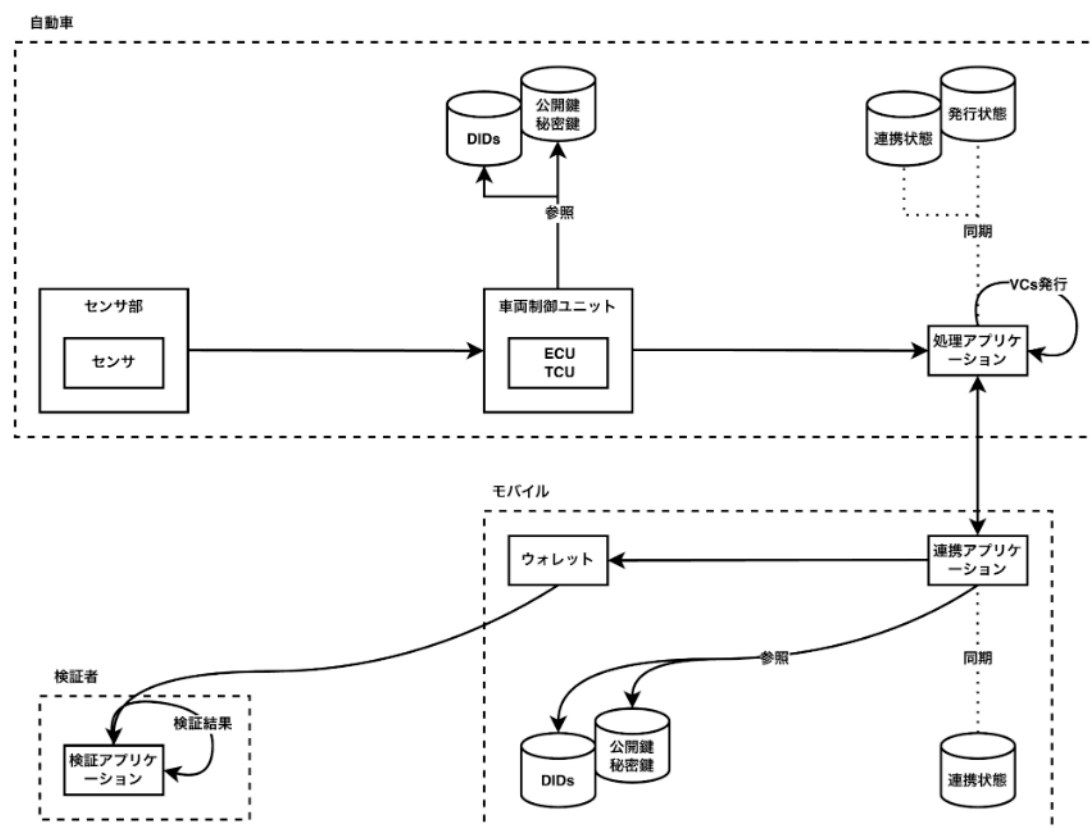 自動車
公開鍵
秘密鍵
DIDs
発行状態
連携状態
参照
同期
センサ部
センサ
車両制御ユニット
ECU
TCU
VCs発行
処理アプリケ
ーション
モバイル
ウォレット
連携アプリケ
ーション
参照
同期
検証者
検証結果
検証アプリケ
ーション
公開鍵
秘密鍵
DIDs
連携状態